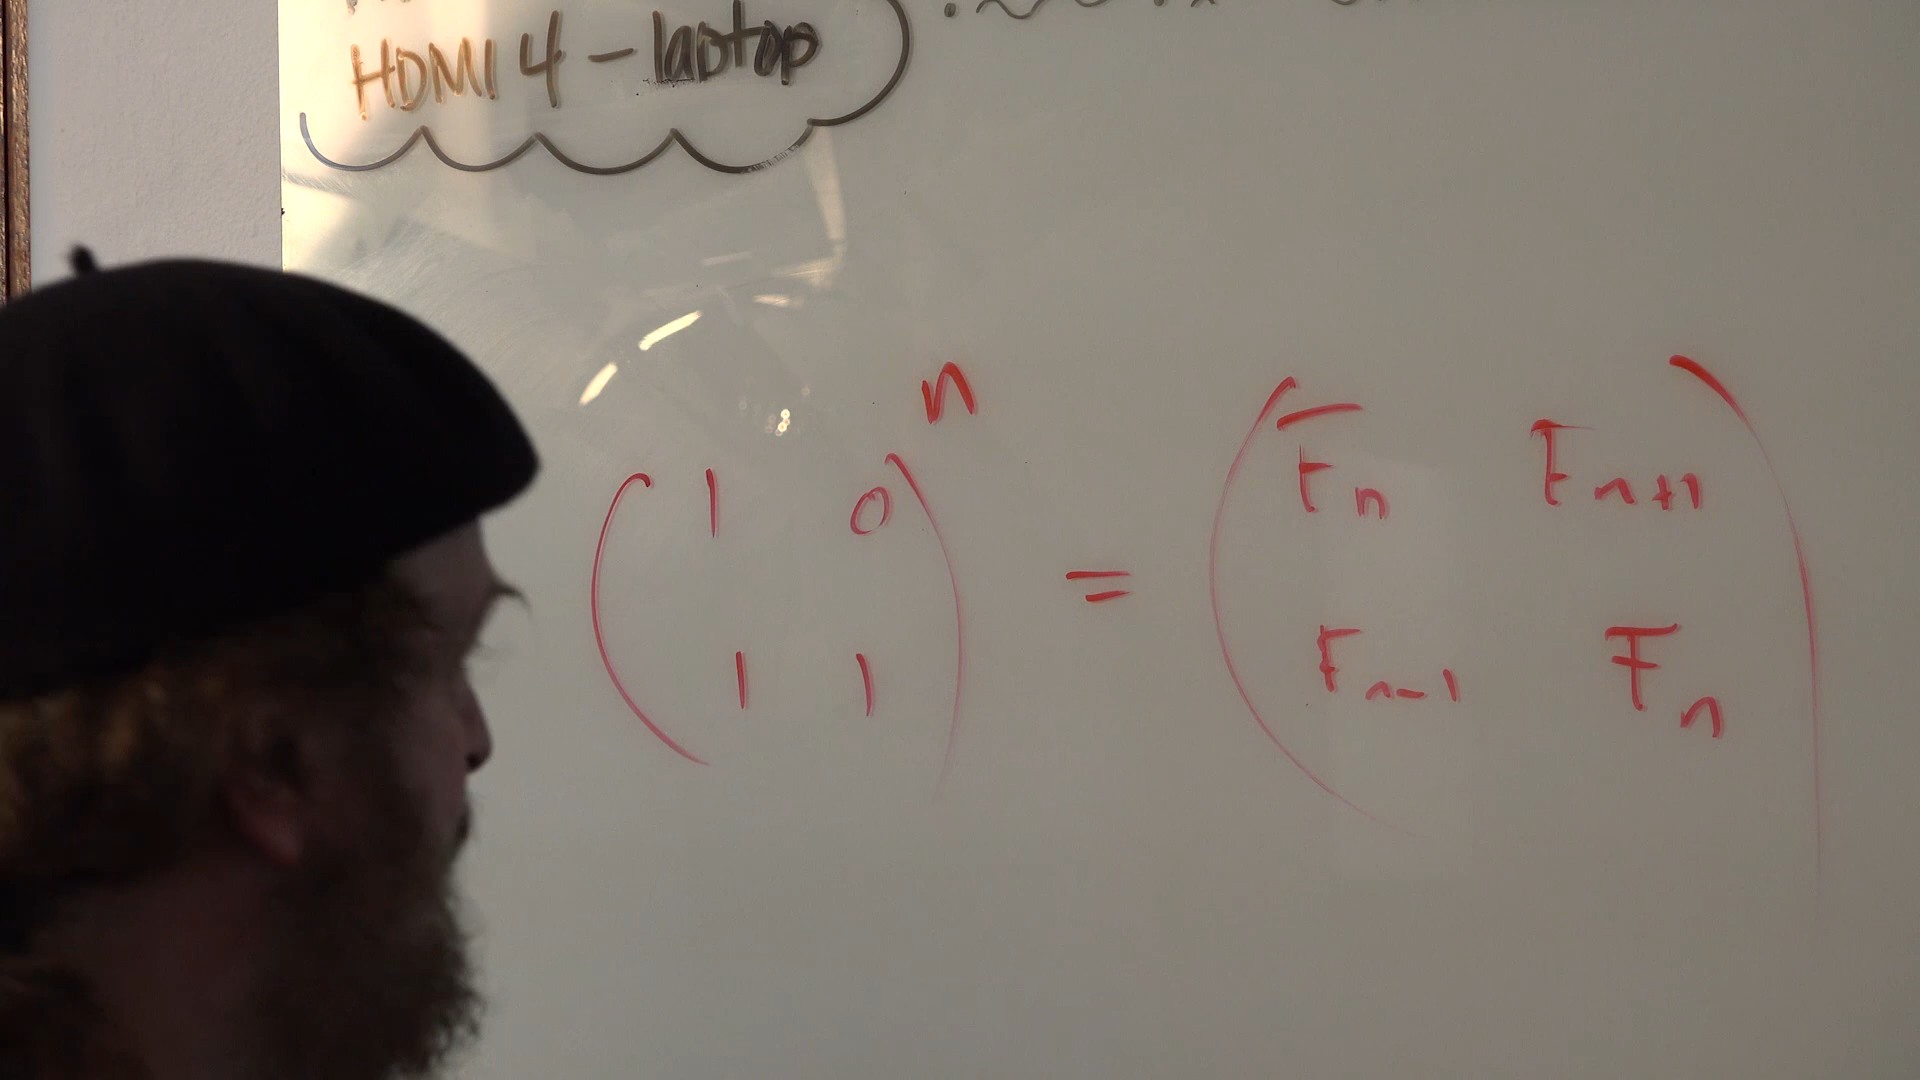 HDMI 4 - laptop
n
( 1 0 ) = ( Fn Fn+1 )
( 1 1 ) ( Fn-1 Fn )